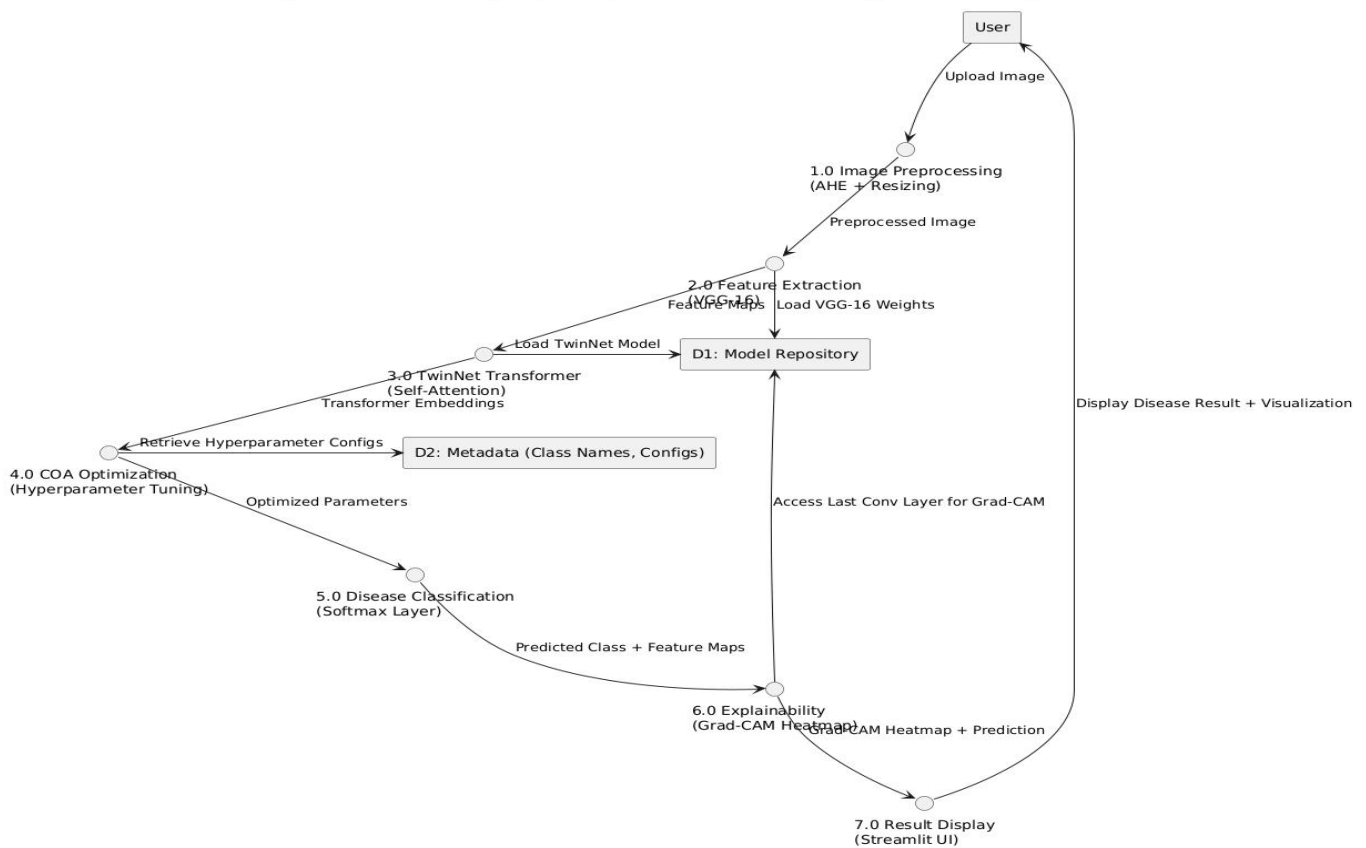 User
Upload Image
1.0 Image Preprocessing
(AHE + Resizing)
Preprocessed Image
2.0 Feature Extraction
(VGG-16)
Feature Maps
Load VGG-16 Weights
Load TwinNet Model
D1: Model Repository
3.0 TwinNet Transformer
(Self-Attention)
Transformer Embeddings
Display Disease Result + Visualization
Retrieve Hyperparameter Configs
D2: Metadata (Class Names, Configs)
4.0 COA Optimization
(Hyperparameter Tuning)
Optimized Parameters
Access Last Conv Layer for Grad-CAM
5.0 Disease Classification
(Softmax Layer)
Predicted Class + Feature Maps
6.0 Explainability
(Grad-CAM Heatmap)
Grad-CAM Heatmap + Prediction
7.0 Result Display
(Streamlit UI)